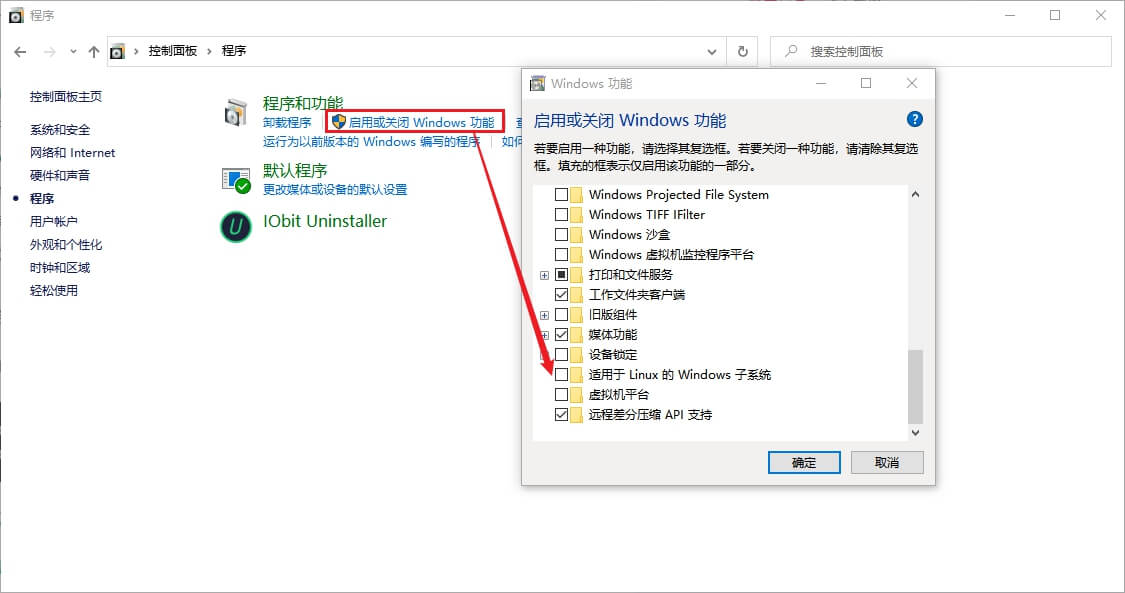 程序
控制面板 › 程序
搜索控制面板
控制面板主页
系统和安全
网络和 Internet
硬件和声音
程序
用户帐户
外观和个性化
时钟和区域
轻松使用
程序和功能
卸载程序
启用或关闭 Windows 功能
运行为以前版本的 Windows 编写的程序
如何
默认程序
更改媒体或设备的默认设置
IObit Uninstaller
Windows 功能
启用或关闭 Windows 功能
若要启用一种功能，请选择其复选框。若要关闭一种功能，请清除其复选
框。填充的框表示仅启用该功能的一部分。
Windows Projected File System
Windows TIFF IFilter
Windows 沙盒
Windows 虚拟机监控程序平台
打印和文件服务
工作文件夹客户端
旧版组件
媒体功能
设备锁定
适用于 Linux 的 Windows 子系统
虚拟机平台
远程差分压缩 API 支持
确定
取消